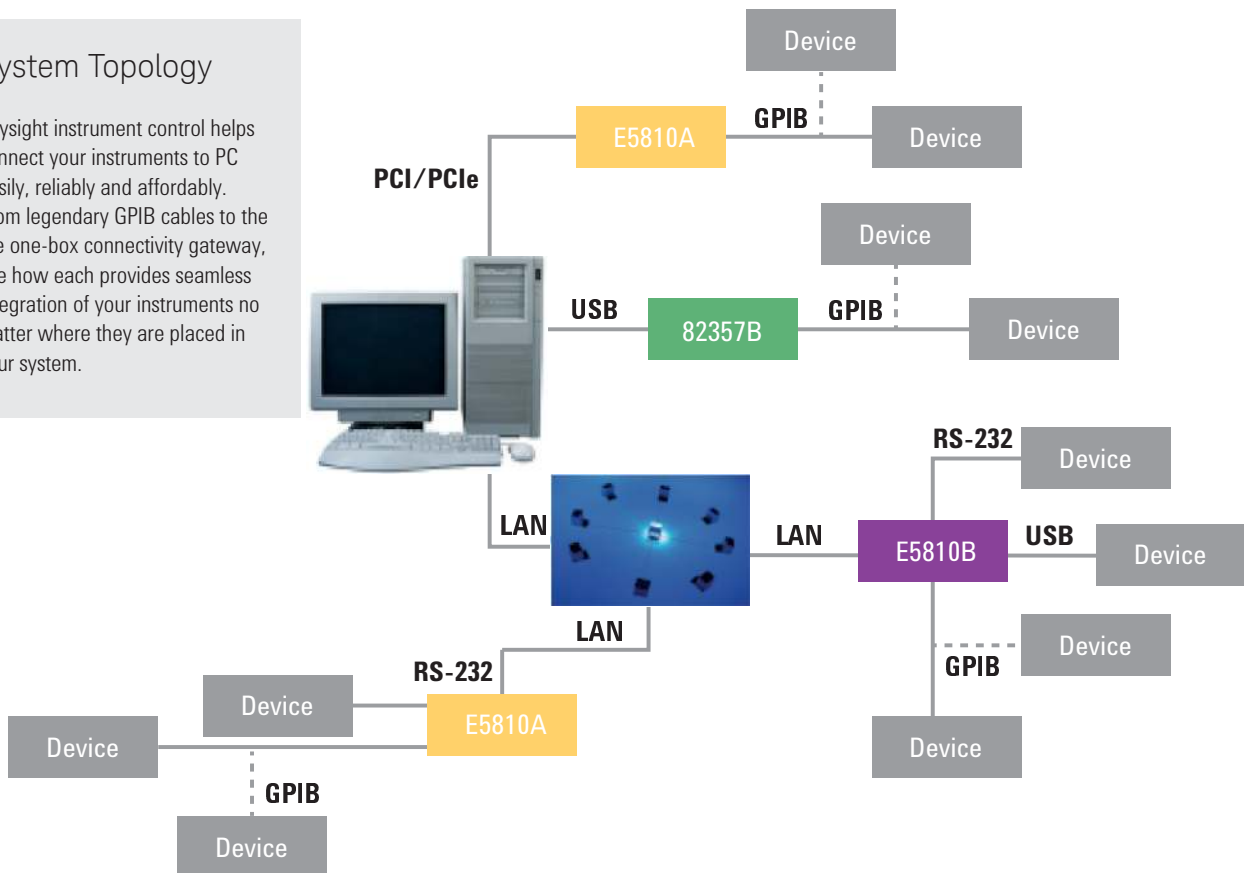 ystem Topology
ysight instrument control helps
nnect your instruments to PC
sily, reliably and affordably.
om legendary GPIB cables to the
e one-box connectivity gateway,
e how each provides seamless
tegration of your instruments no
atter where they are placed in
ur system.
Device
GPIB
E5810A
Device
PCI/PCIe
Device
USB
82357B
GPIB
Device
RS-232
Device
LAN
LAN
E5810B
USB
Device
LAN
Device
GPIB
RS-232
Device
E5810A
Device
Device
GPIB
Device